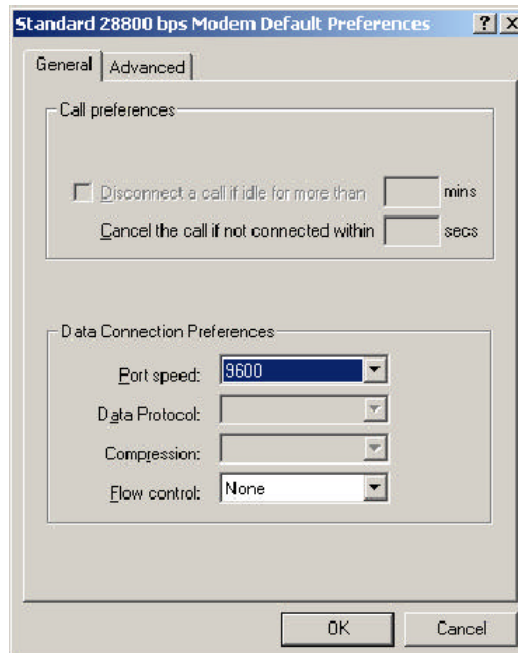 Standard 28800 bps Modem Default Preferences ? X
General Advanced
Call preferences
Disconnect a call if idle for more than mins
Cancel the call if not connected within secs
Data Connection Preferences
Port speed: 9600
Data Protocol:
Compression:
Flow control: None
OK Cancel